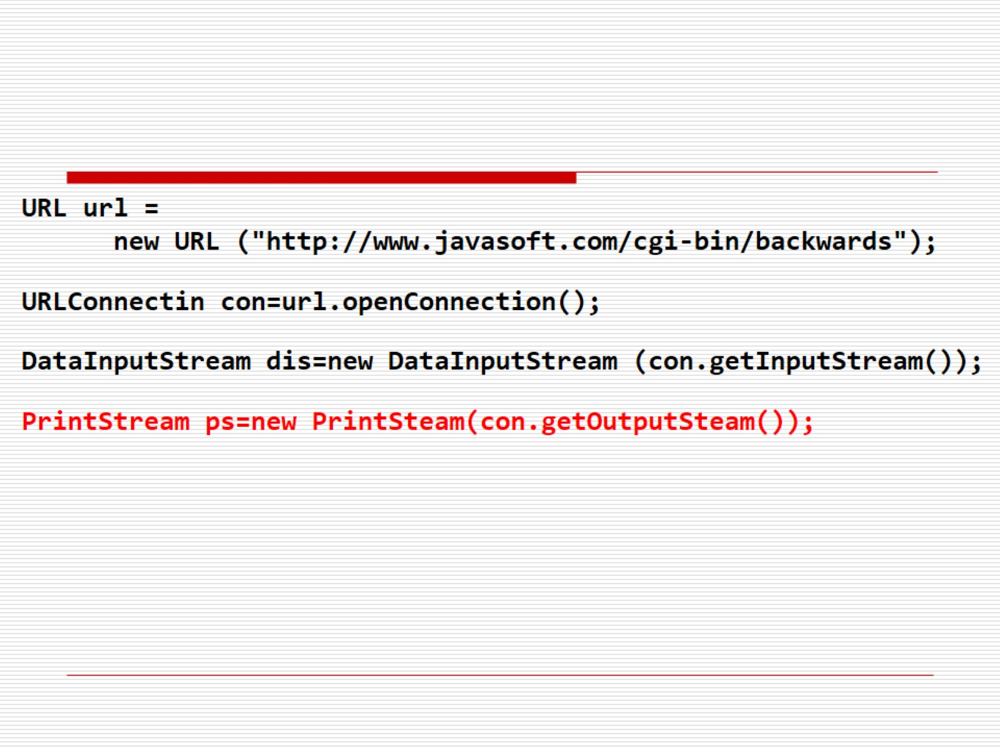 URL url =
new URL ("http://www.javasoft.com/cgi-bin/backwards");
URLConnectin con=url.openConnection();
DataInputStream dis=new DataInputStream (con.getInputStream());
PrintStream ps=new PrintSteam(con.getOutputSteam());